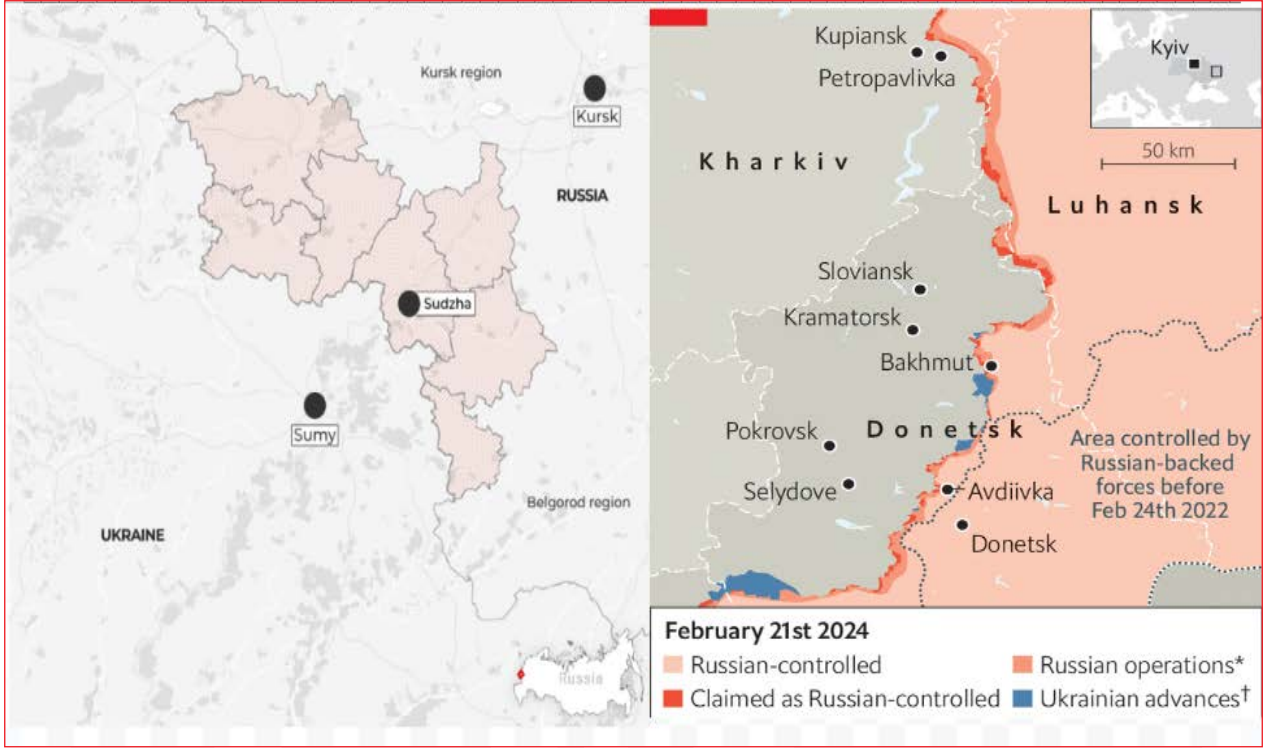 Kursk region
Kursk
RUSSIA
Sudzha
Sumy
Belgorod region
UKRAINE
Russia
Kupiansk
Petropavlivka
Kyiv
50 km
Kharkiv
Luhansk
Sloviansk
Kramatorsk
Bakhmut
Pokrovsk
Donetsk
Selydove
Avdiivka
Donetsk
Area controlled by
Russian-backed
forces before
Feb 24th 2022
February 21st 2024
Russian-controlled
Russian operations*
Claimed as Russian-controlled
Ukrainian advances†